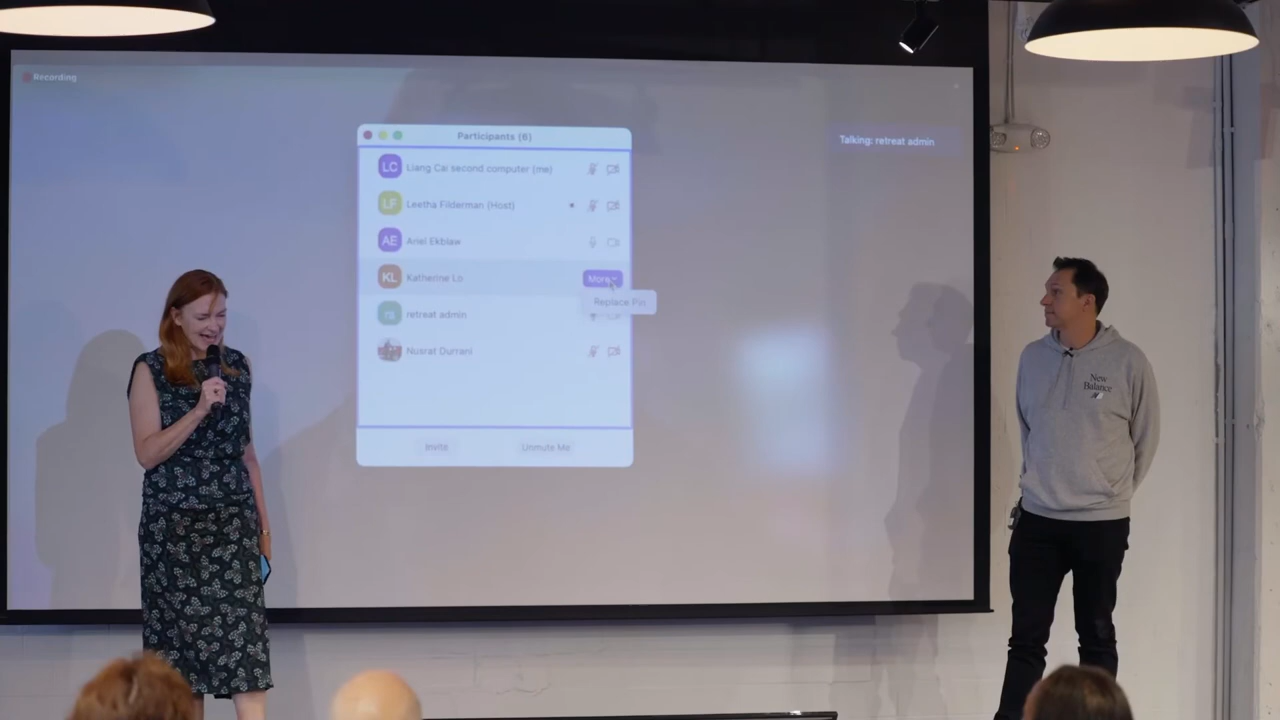 Recording
Participants (6)
Talking: retreat admin
LC Liang Cai second computer (me)
LF Leetha Filderman (Host)
AE Ariel Ekblaw
KL Katherine Lo
More
Replace Pin
ra retreat admin
Nusrat Durrani
Invite
Unmute Me
New
Balance